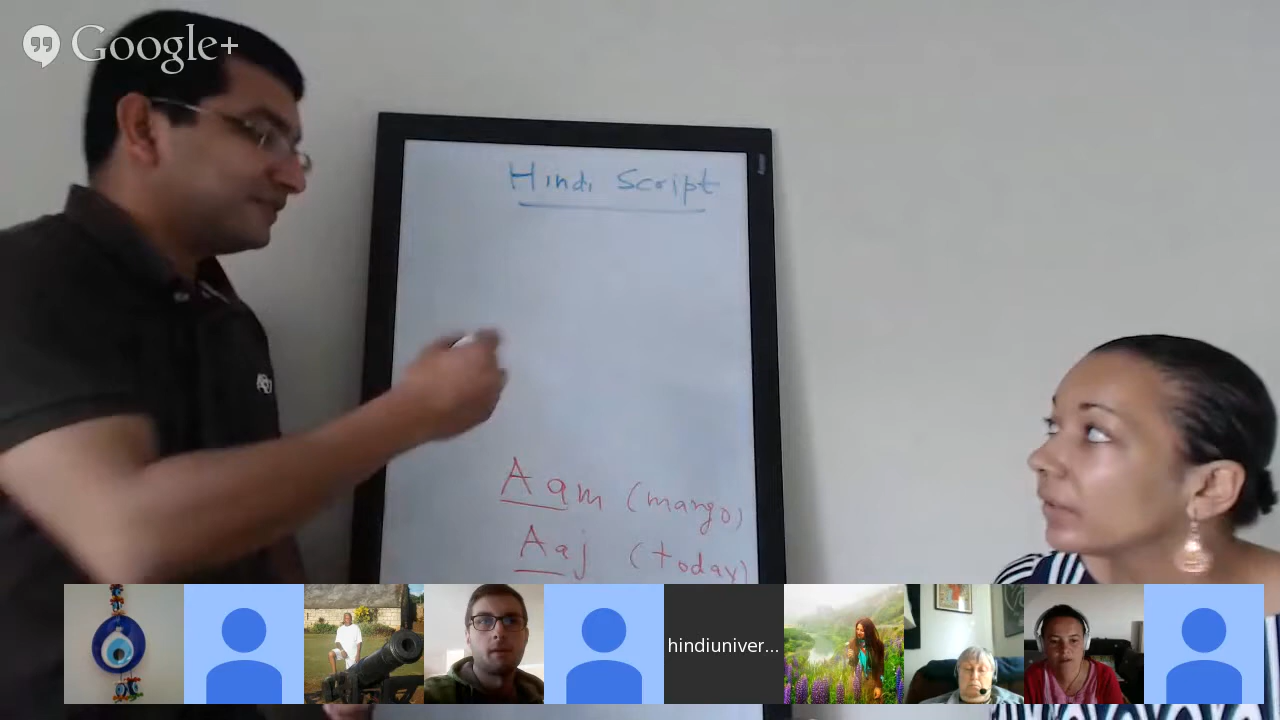 Google+
Hindi Script
Aam (mango)
Aaj (today)
hindiuniver...